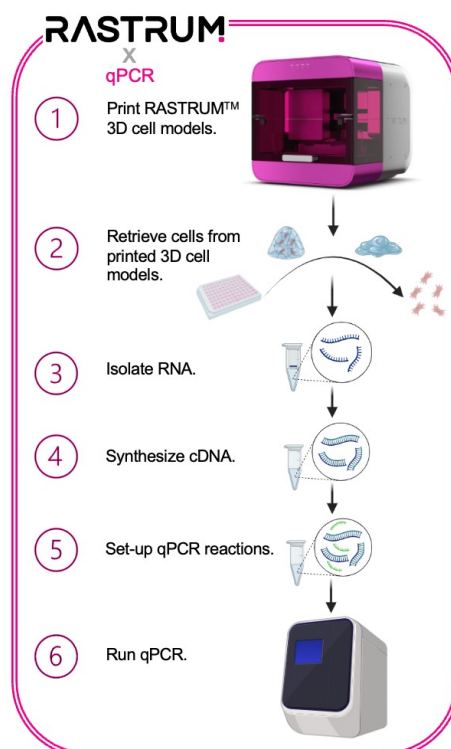 RASTRUM
X
qPCR
1
Print RASTRUM™
3D cell models.
2
Retrieve cells from
printed 3D cell
models.
3
Isolate RNA.
4
Synthesize cDNA.
5
Set-up qPCR reactions.
6
Run qPCR.